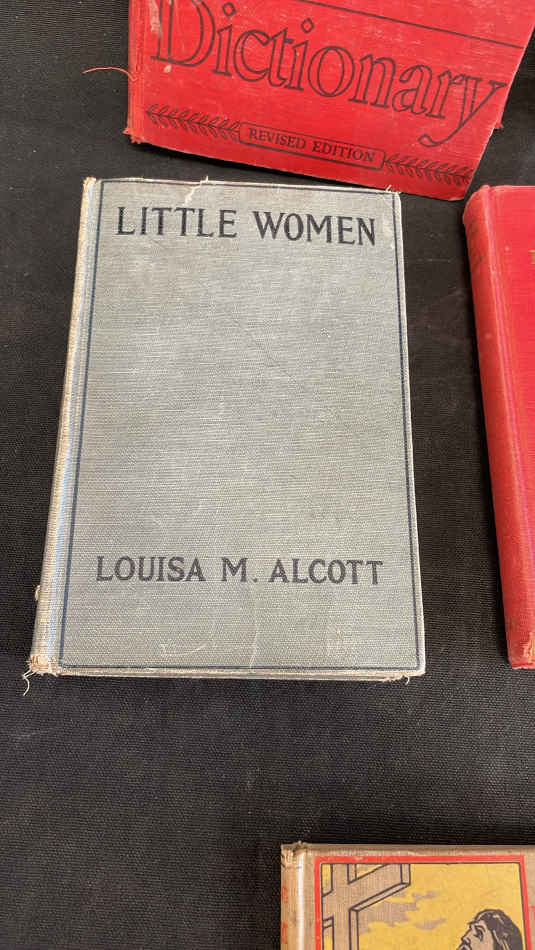 Dictionary
REVISED EDITION
LITTLE WOMEN
LOUISA M. ALCOTT